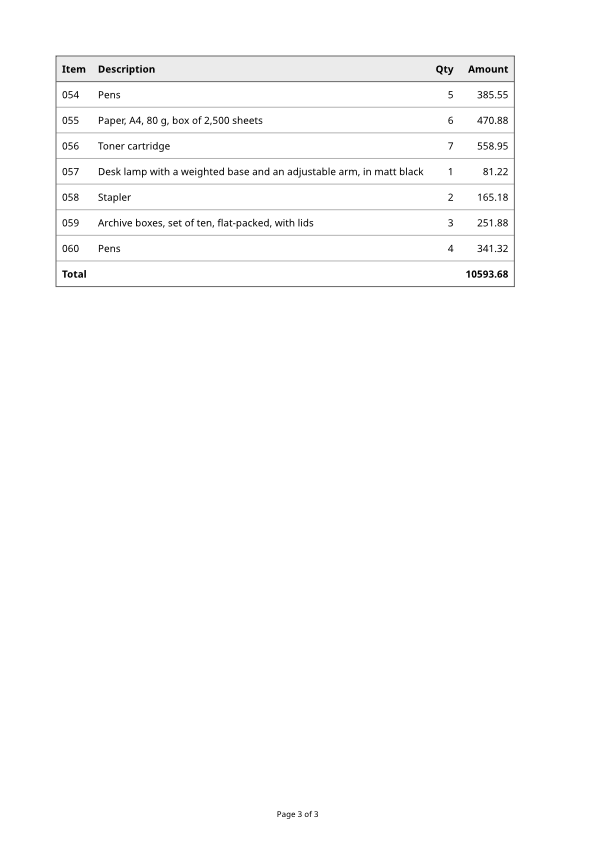 Item Description Qty Amount
054 Pens 5 385.55
055 Paper, A4, 80 g, box of 2,500 sheets 6 470.88
056 Toner cartridge 7 558.95
057 Desk lamp with a weighted base and an adjustable arm, in matt black 1 81.22
058 Stapler 2 165.18
059 Archive boxes, set of ten, flat-packed, with lids 3 251.88
060 Pens 4 341.32
Total 10593.68
Page 3 of 3